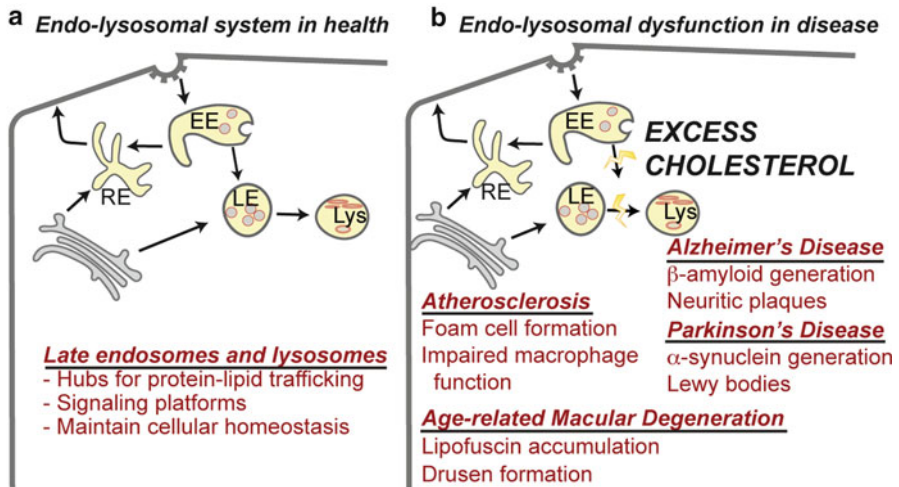 a Endo-lysosomal system in health
EE
RE
LE
Lys
Late endosomes and lysosomes
- Hubs for protein-lipid trafficking
- Signaling platforms
- Maintain cellular homeostasis
b Endo-lysosomal dysfunction in disease
EE
EXCESS
CHOLESTEROL
RE
LE
Lys
Atherosclerosis
Foam cell formation
Impaired macrophage
function
Alzheimer's Disease
β-amyloid generation
Neuritic plaques
Parkinson's Disease
α-synuclein generation
Lewy bodies
Age-related Macular Degeneration
Lipofuscin accumulation
Drusen formation